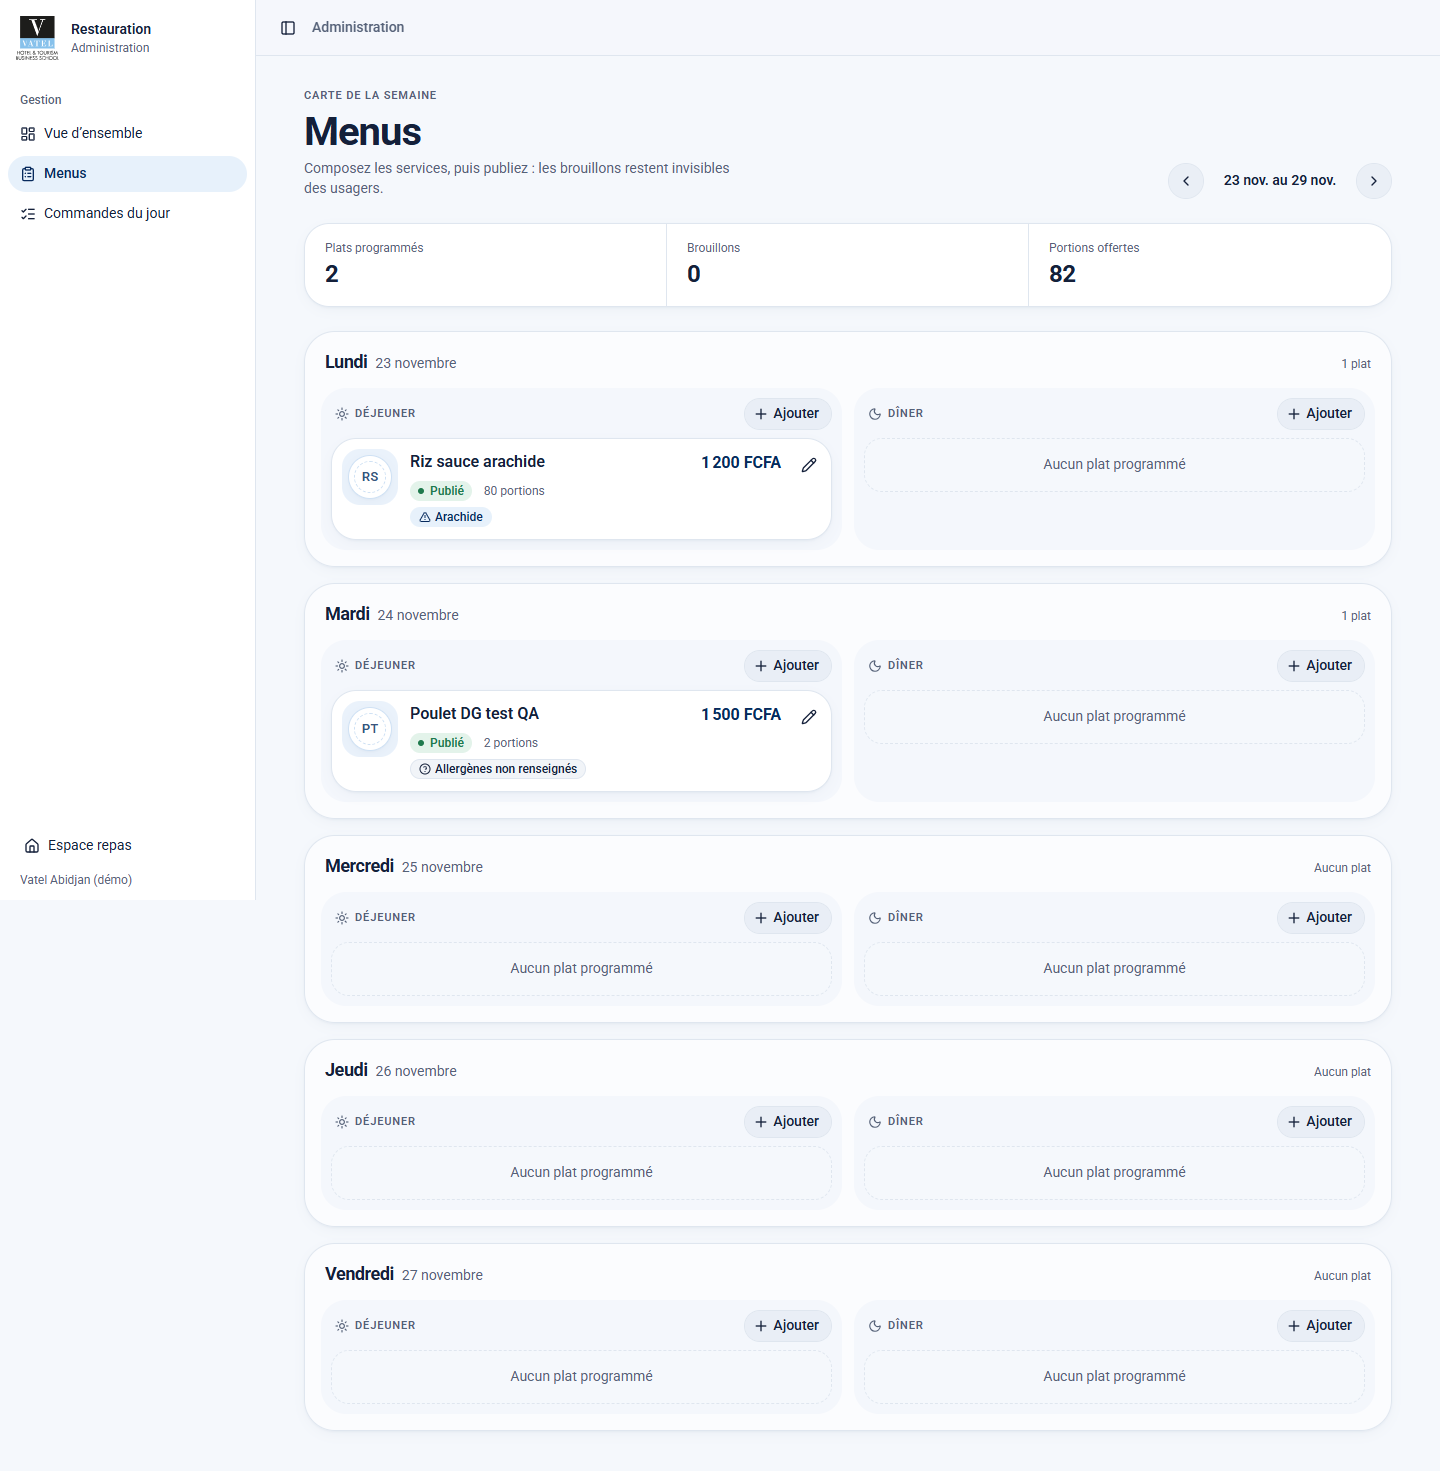 V
VATEL
HOTEL & TOURISM
BUSINESS SCHOOL
Restauration
Administration
Gestion
Vue d’ensemble
Menus
Commandes du jour
Espace repas
Vatel Abidjan (démo)
Administration
CARTE DE LA SEMAINE
Menus
Composez les services, puis publiez : les brouillons restent invisibles
des usagers.
23 nov. au 29 nov.
Plats programmés
2
Brouillons
0
Portions offertes
82
Lundi 23 novembre
1 plat
DÉJEUNER
Ajouter
RS
Riz sauce arachide
1 200 FCFA
Publié
80 portions
Arachide
DÎNER
Ajouter
Aucun plat programmé
Mardi 24 novembre
1 plat
DÉJEUNER
Ajouter
PT
Poulet DG test QA
1 500 FCFA
Publié
2 portions
Allergènes non renseignés
DÎNER
Ajouter
Aucun plat programmé
Mercredi 25 novembre
Aucun plat
DÉJEUNER
Ajouter
Aucun plat programmé
DÎNER
Ajouter
Aucun plat programmé
Jeudi 26 novembre
Aucun plat
DÉJEUNER
Ajouter
Aucun plat programmé
DÎNER
Ajouter
Aucun plat programmé
Vendredi 27 novembre
Aucun plat
DÉJEUNER
Ajouter
Aucun plat programmé
DÎNER
Ajouter
Aucun plat programmé